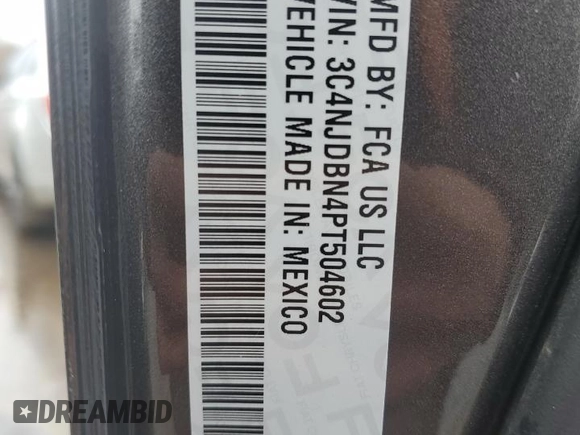 MFD BY: FCA US LLC
VIN: 3C4NJDBN4PT504602
VEHICLE MADE IN: MEXICO
DREAMBID